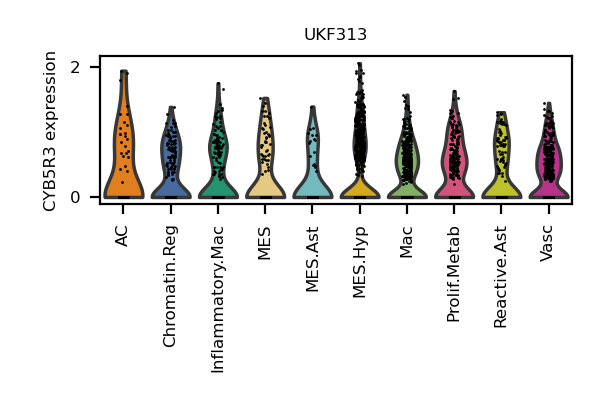 UKF313
CYB5R3 expression
2
0
AC
Chromatin.Reg
Inflammatory.Mac
MES
MES.Ast
MES.Hyp
Mac
Prolif.Metab
Reactive.Ast
Vasc